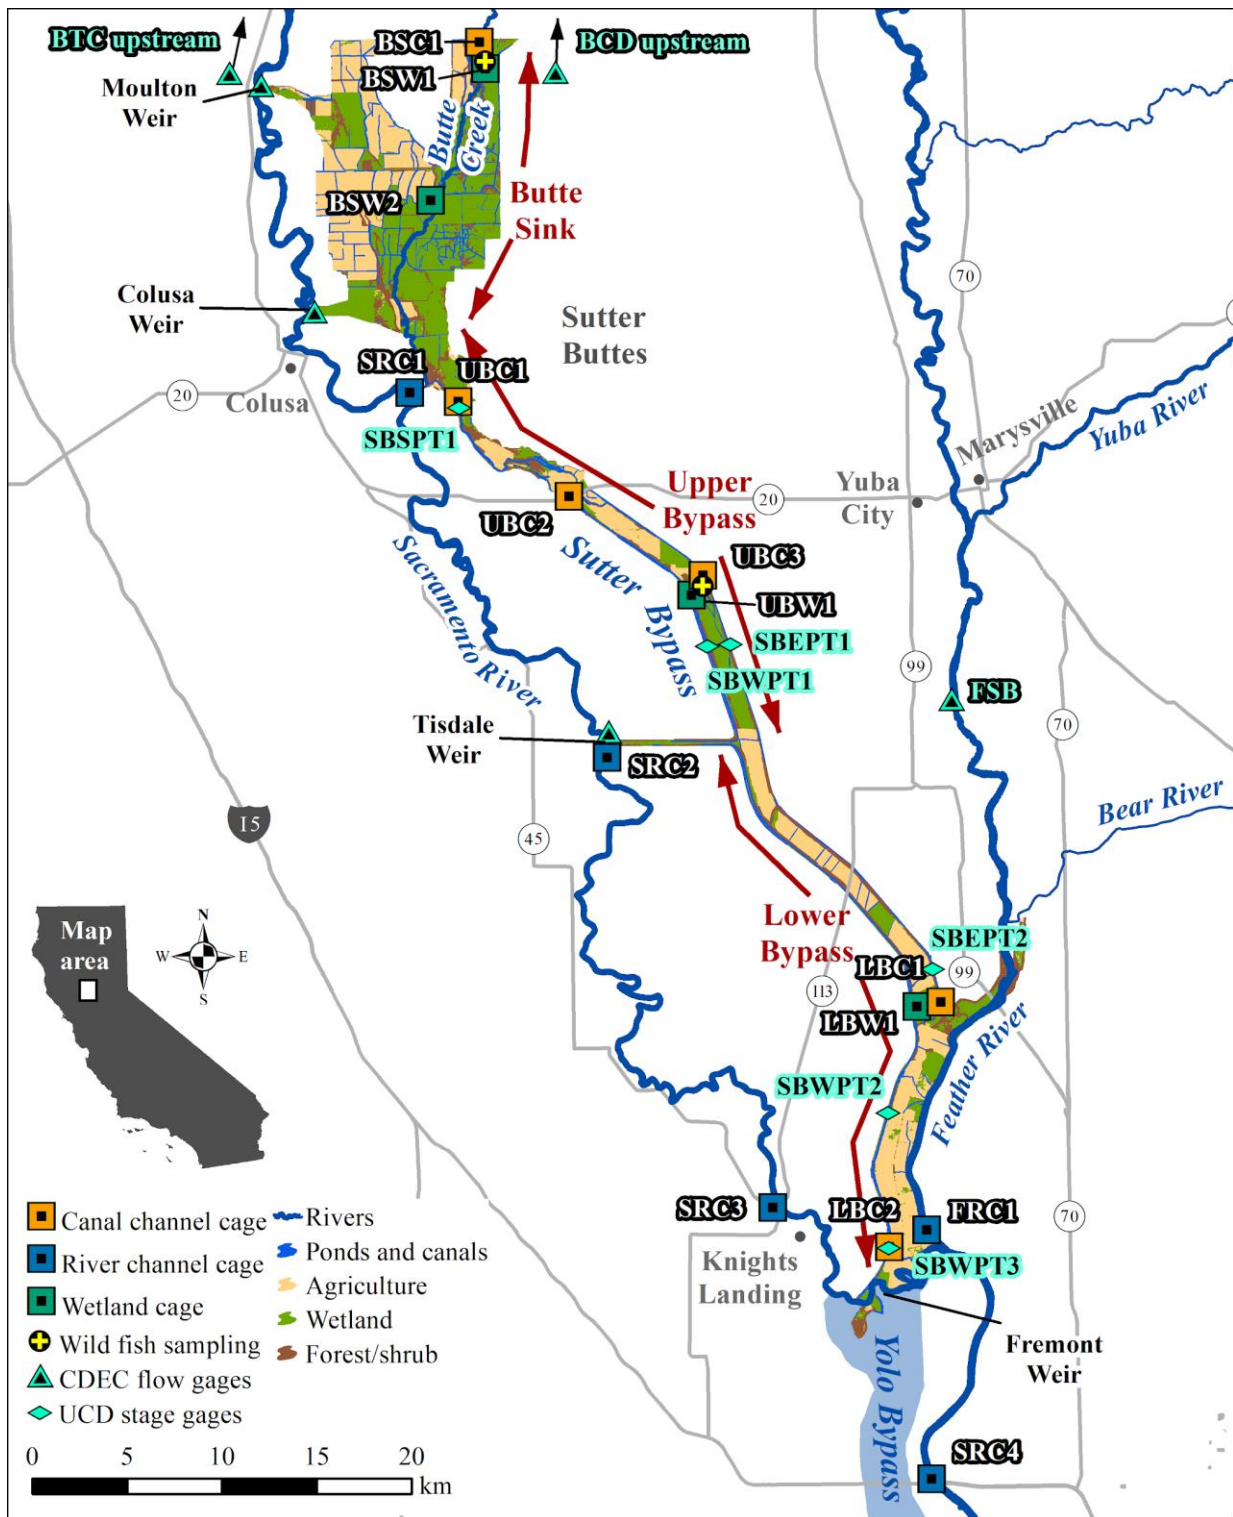 BTC upstream
BSC1
BCD upstream
Moulton
Weir
BSW1
Butte
Creek
70
BSW2
Butte
Sink
Colusa
Weir
Sutter
Buttes
SRC1
UBC1
20
Colusa
SBSPT1
Marysville
Yuba River
Upper
Bypass
20
Yuba
City
UBC2
Sutter
Bypass
Sacramento River
UBC3
UBW1
SBEPT1
SBWPT1
99
FSB
70
Tisdale
Weir
SRC2
Bear River
I5
45
Lower
Bypass
SBEPT2
Map
area
N
W
E
S
LBC1
99
113
LBW1
Feather River
SBWPT2
SRC3
LBC2
FRC1
70
Knights
Landing
SBWPT3
Fremont
Weir
Yolo Bypass
SRC4
Canal channel cage
River channel cage
Wetland cage
Wild fish sampling
CDEC flow gages
UCD stage gages
Rivers
Ponds and canals
Agriculture
Wetland
Forest/shrub
0 5 10 15 20
km